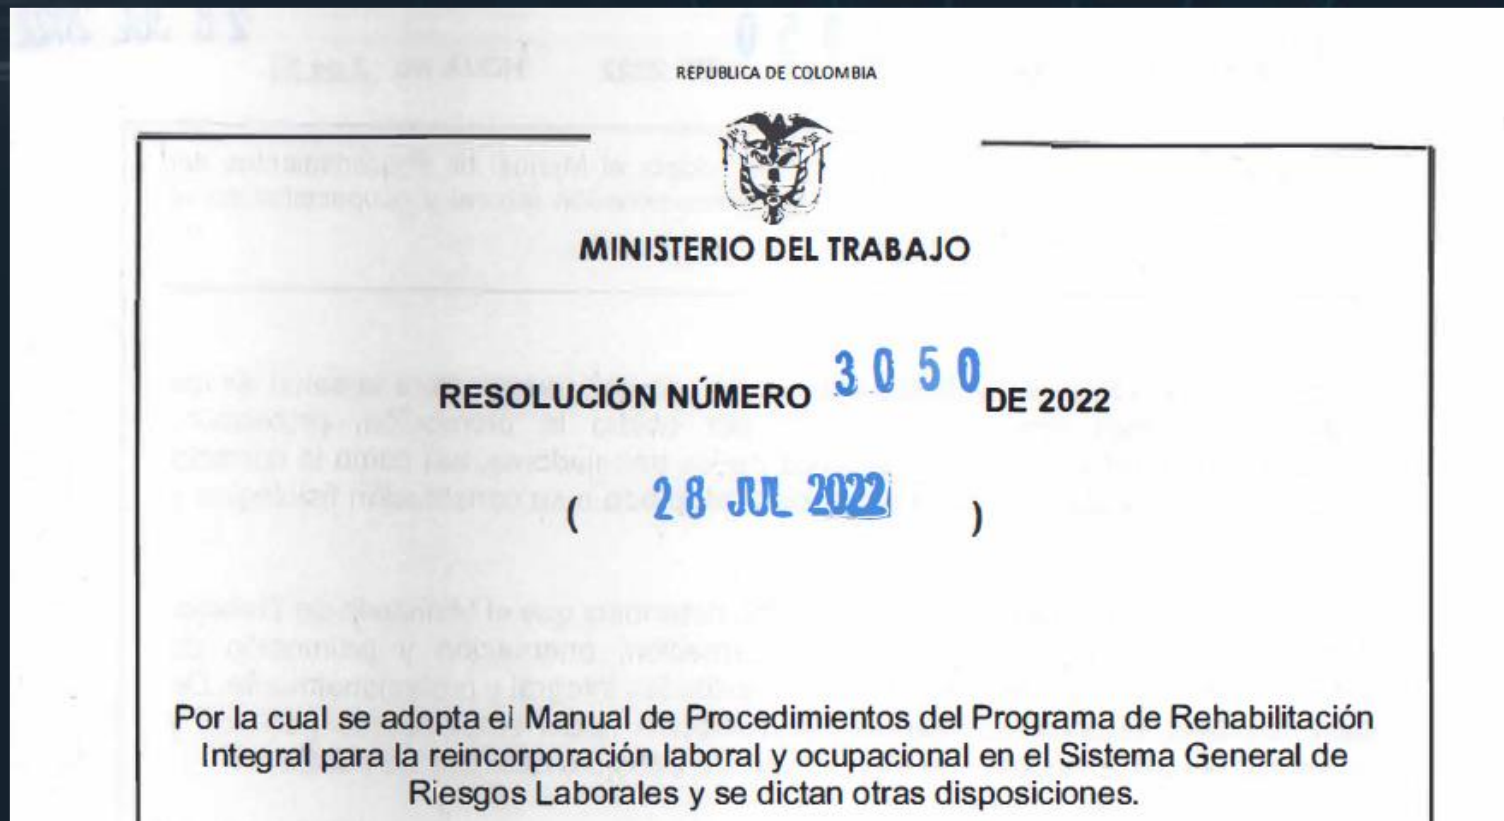 REPUBLICA DE COLOMBIA
MINISTERIO DEL TRABAJO
RESOLUCIÓN NÚMERO 3050 DE 2022
( 28 JUL 2022 )
Por la cual se adopta el Manual de Procedimientos del Programa de Rehabilitación
Integral para la reincorporación laboral y ocupacional en el Sistema General de
Riesgos Laborales y se dictan otras disposiciones.